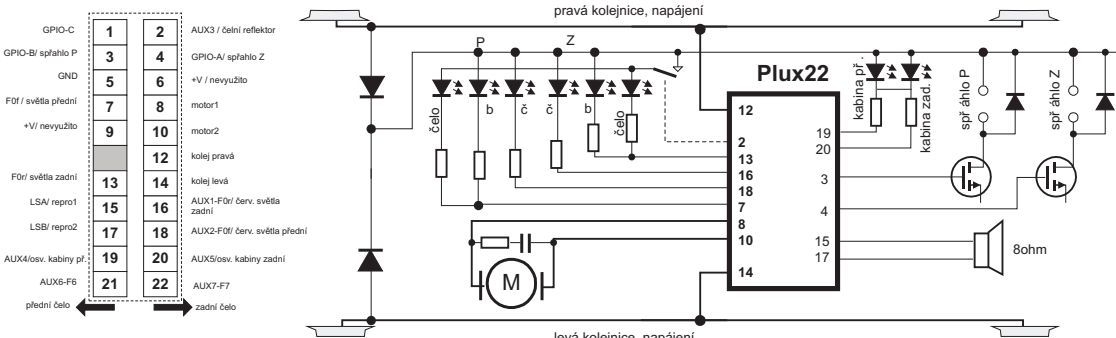 GPIO-C 1 2 AUX3 / čelní reflektor
GPIO-B/ spřahlo P 3 4 GPIO-A/ spřahlo Z
GND 5 6 +V / nevyužito
F0f / světla přední 7 8 motor1
+V/ nevyužito 9 10 motor2
12 kolej pravá
F0r/ světla zadní 13 14 kolej levá
LSA/ repro1 15 16 AUX1-F0r/ červ. světla
zadní
LSB/ repro2 17 18 AUX2-F0f/ červ. světla přední
AUX4/osv. kabiny př. 19 20 AUX5/osv. kabiny zadní
AUX6-F6 21 22 AUX7-F7
přední čelo
zadní čelo
pravá kolejnice, napájení
P
Z
čelo
b
č
č
b
čelo
M
Plux22
12
2
13
16
18
7
8
10
14
19
20
3
4
15
17
kabina př.
kabina zad.
spř áhlo P
spř áhlo Z
8ohm
levá kolejnice, napájení